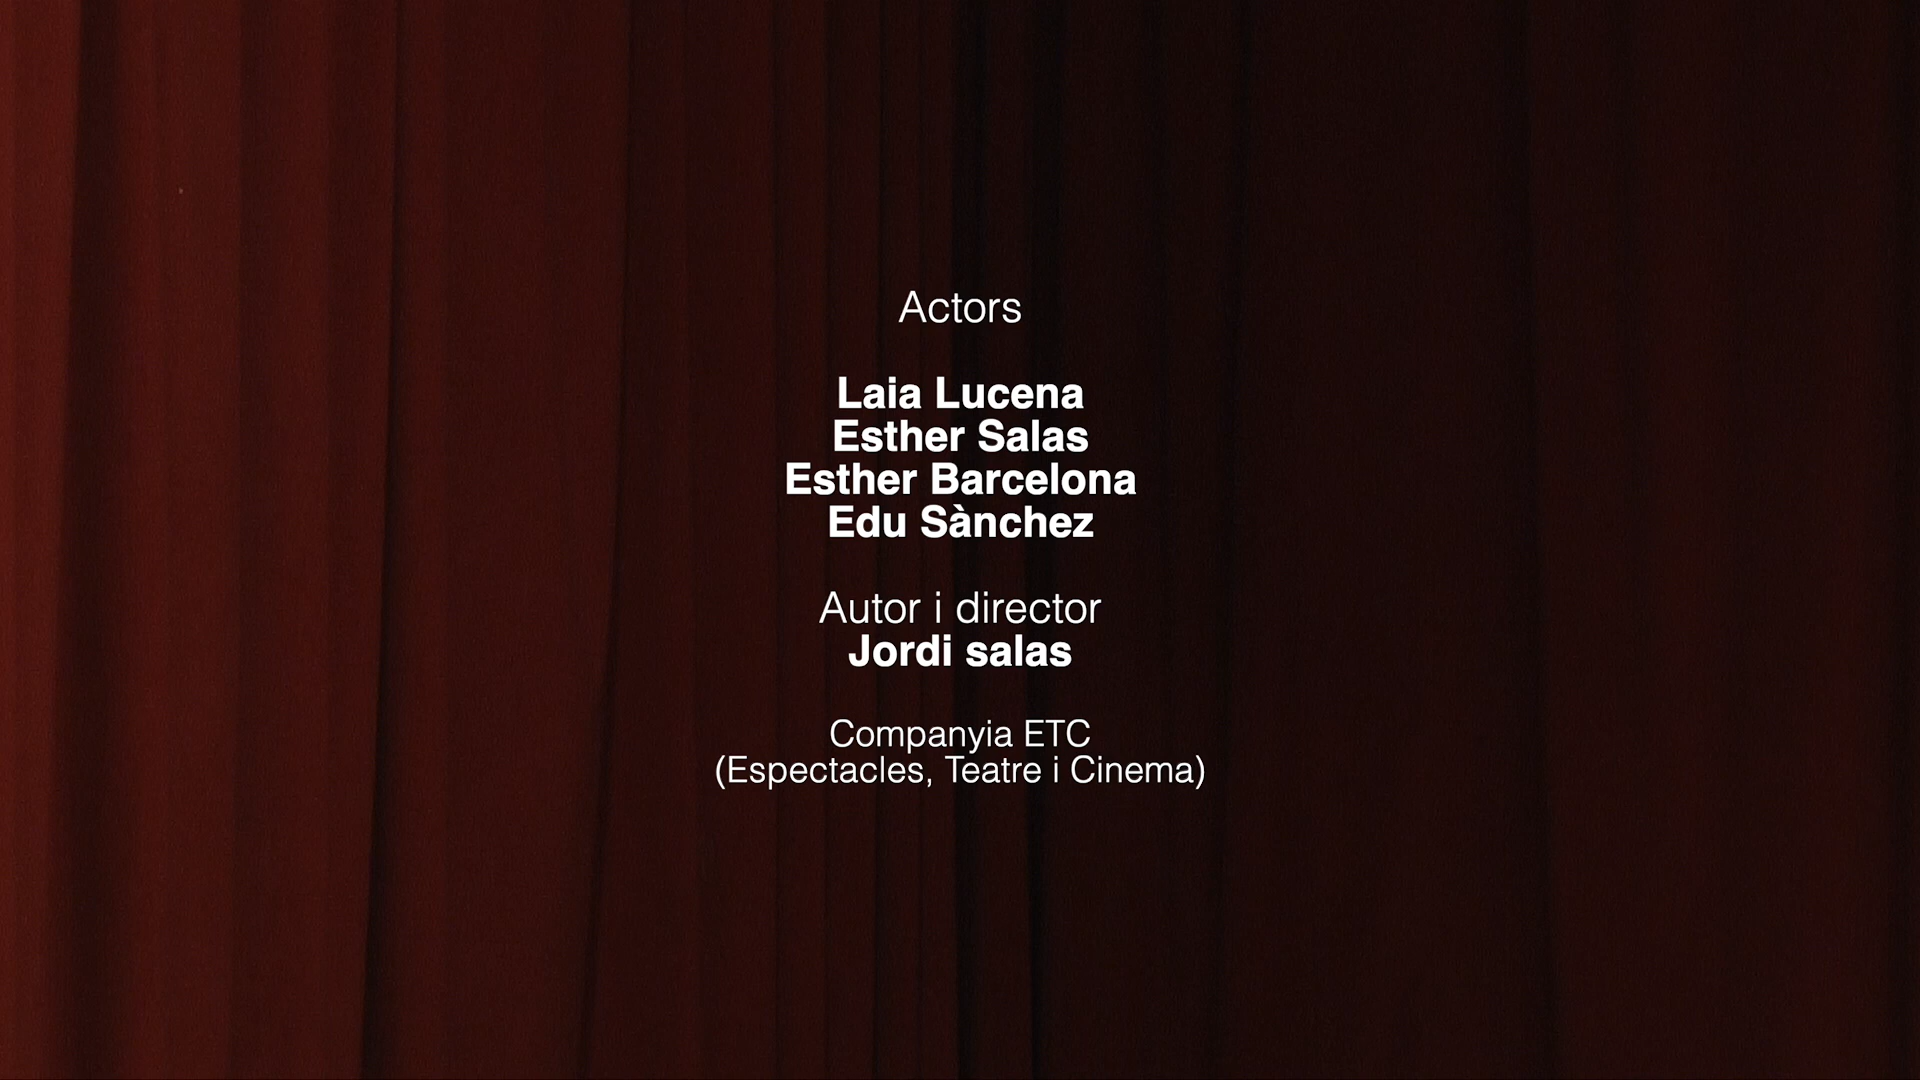 Actors
Laia Lucena
Esther Salas
Esther Barcelona
Edu Sànchez
Autor i director
Jordi salas
Companyia ETC
(Espectacles, Teatre i Cinema)